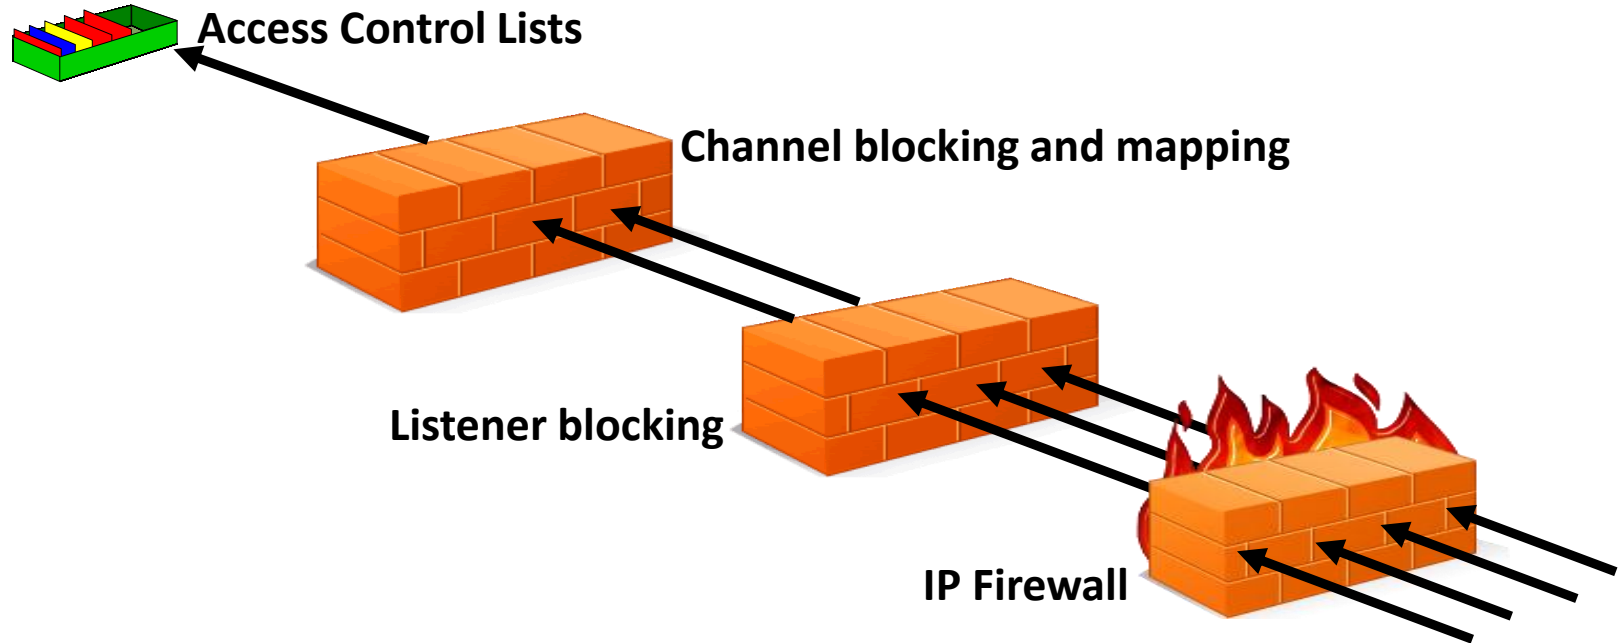 Access Control Lists
Channel blocking and mapping
Listener blocking
IP Firewall